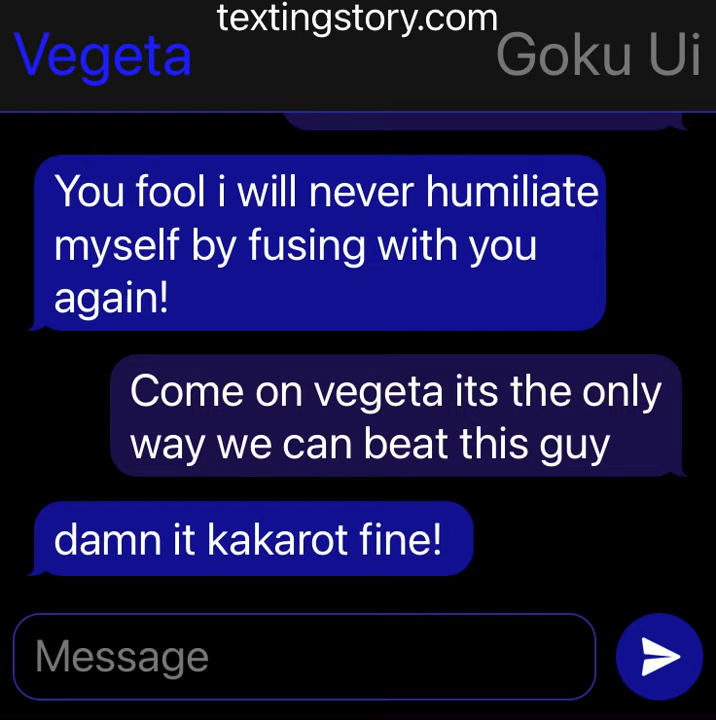 textingstory.com
Vegeta
Goku Ui
You fool i will never humiliate
myself by fusing with you
again!
Come on vegeta its the only
way we can beat this guy
damn it kakarot fine!
Message